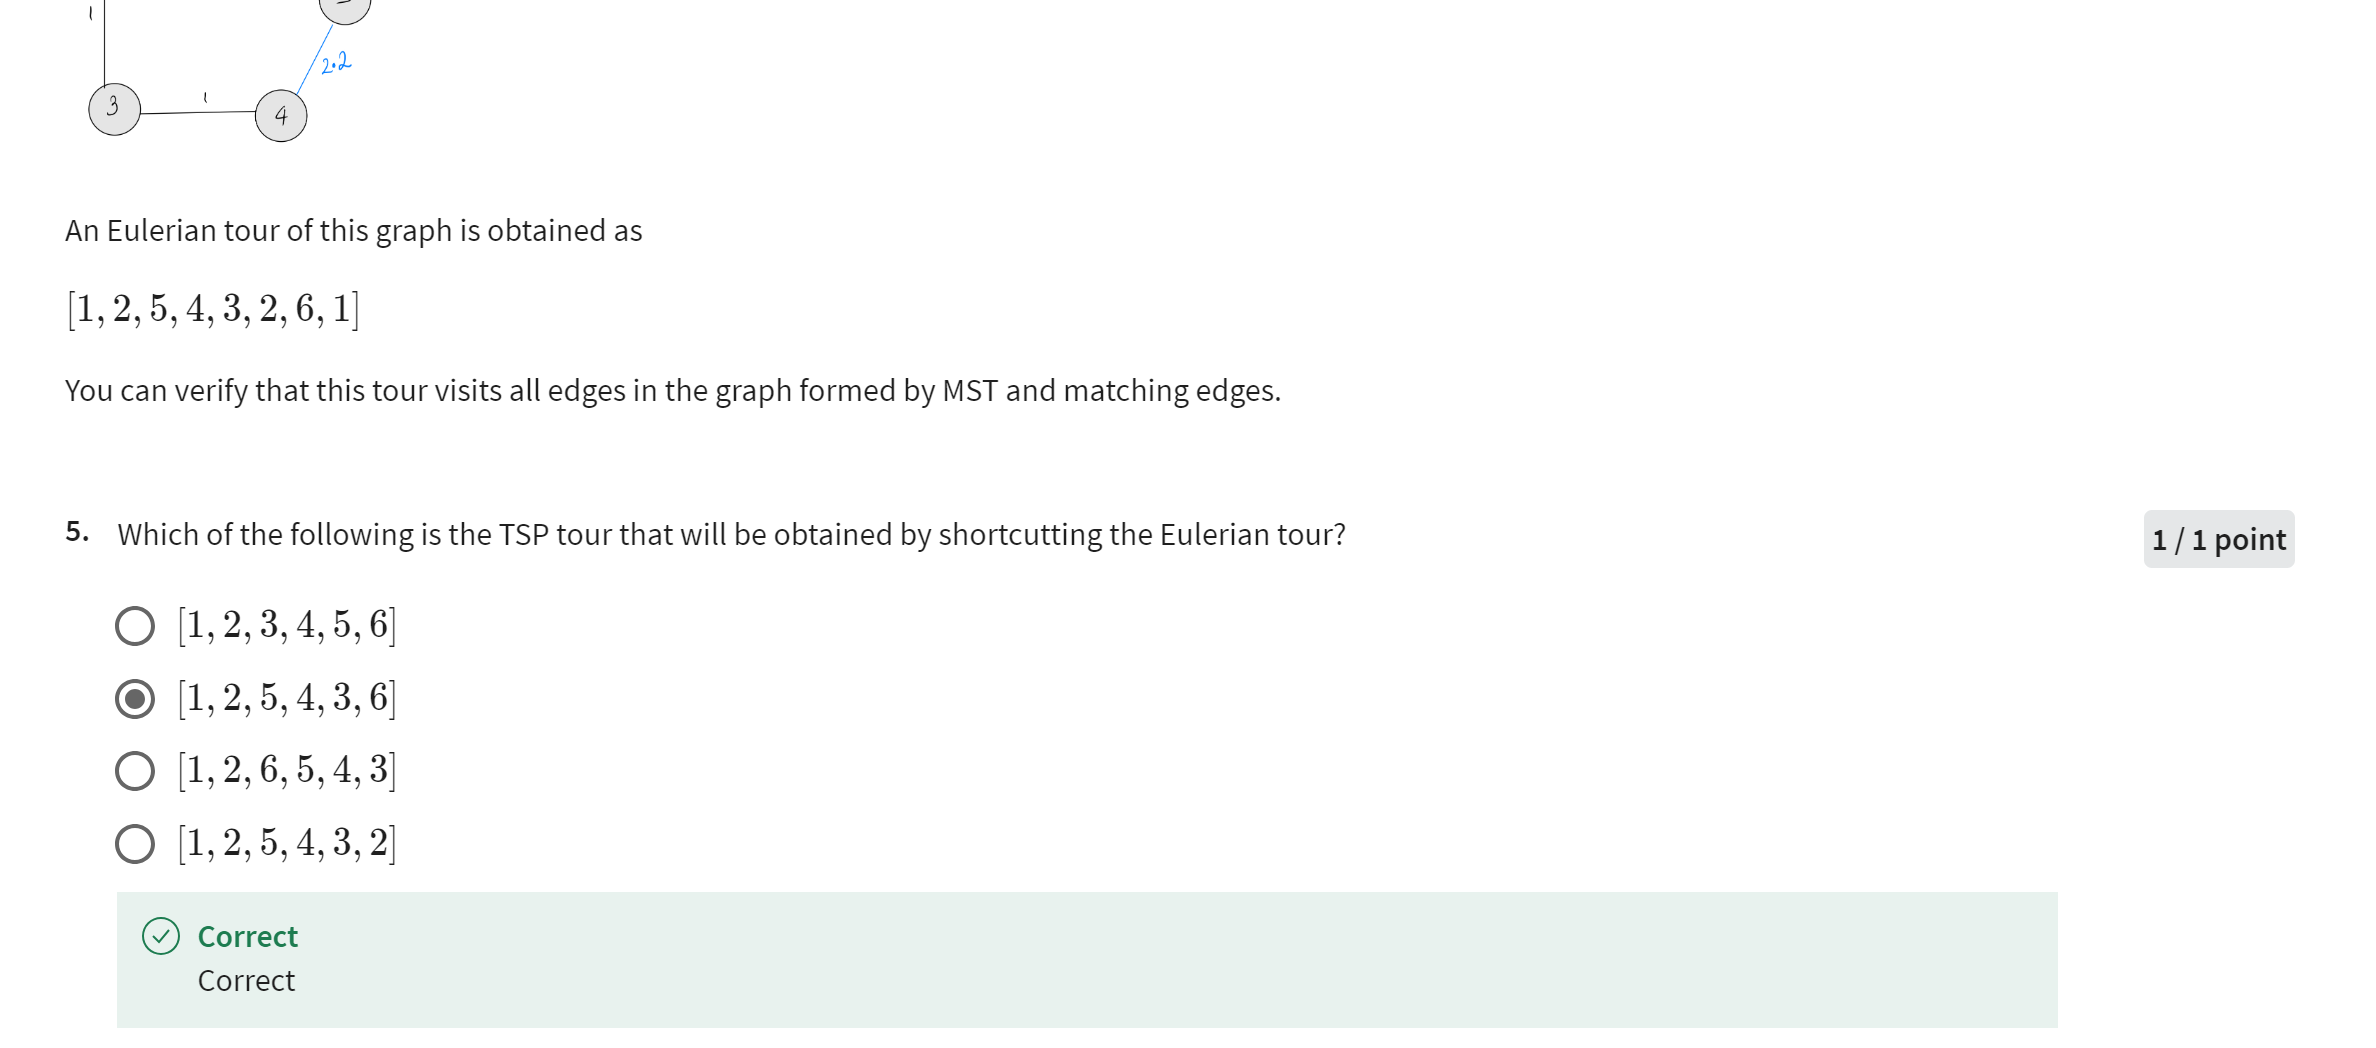 1
2.2
3
1
4
An Eulerian tour of this graph is obtained as
[1, 2, 5, 4, 3, 2, 6, 1]
You can verify that this tour visits all edges in the graph formed by MST and matching edges.
5. Which of the following is the TSP tour that will be obtained by shortcutting the Eulerian tour?
1 / 1 point
[1, 2, 3, 4, 5, 6]
[1, 2, 5, 4, 3, 6]
[1, 2, 6, 5, 4, 3]
[1, 2, 5, 4, 3, 2]
Correct
Correct